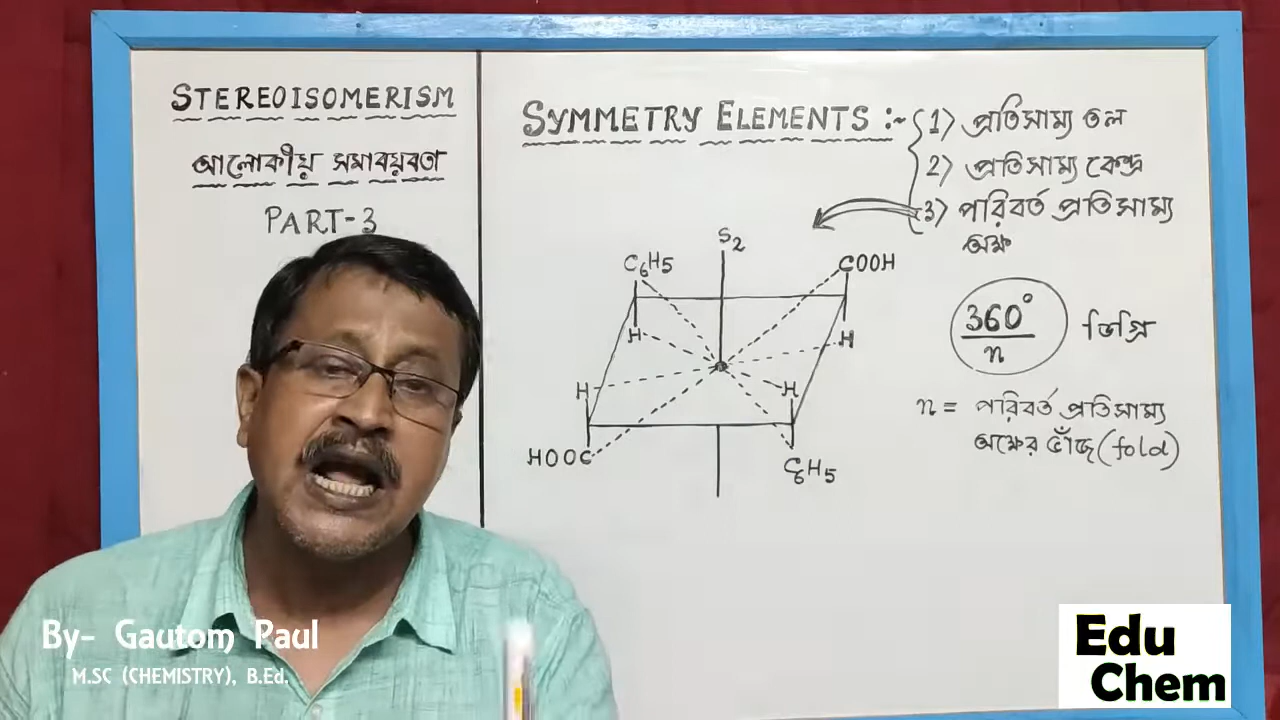 STEREOISOMERISM
আলোকীয় সমাবয়বতা
PART-3
SYMMETRY ELEMENTS :- 1) প্রতিসাম্য তল
2) প্রতিসাম্য কেন্দ্র
3) পরিবর্ত প্রতিসাম্য
অক্ষ
S2
C6H5
COOH
H
H
H
H
HOOC
C6H5
360°
n
ডিগ্রি
n = পরিবর্ত প্রতিসাম্য
অক্ষের ভাঁজ (fold)
By- Gautom Paul
M.SC (CHEMISTRY), B.Ed.
Edu
Chem